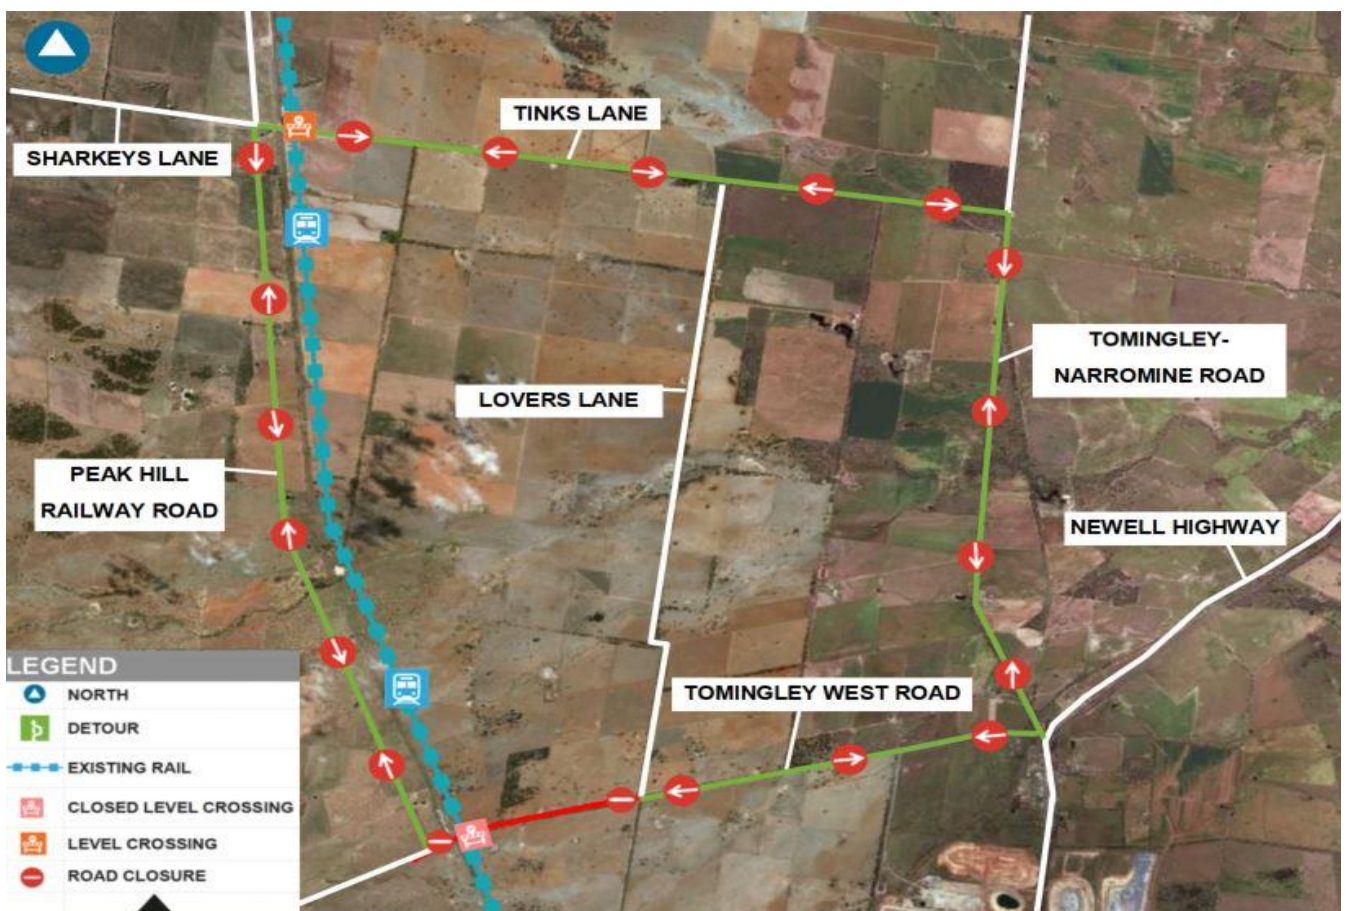 TINKS LANE
SHARKEYS LANE
TOMINGLEY-
NARROMINE ROAD
LOVERS LANE
PEAK HILL
RAILWAY ROAD
NEWELL HIGHWAY
TOMINGLEY WEST ROAD
LEGEND
NORTH
DETOUR
EXISTING RAIL
CLOSED LEVEL CROSSING
LEVEL CROSSING
ROAD CLOSURE